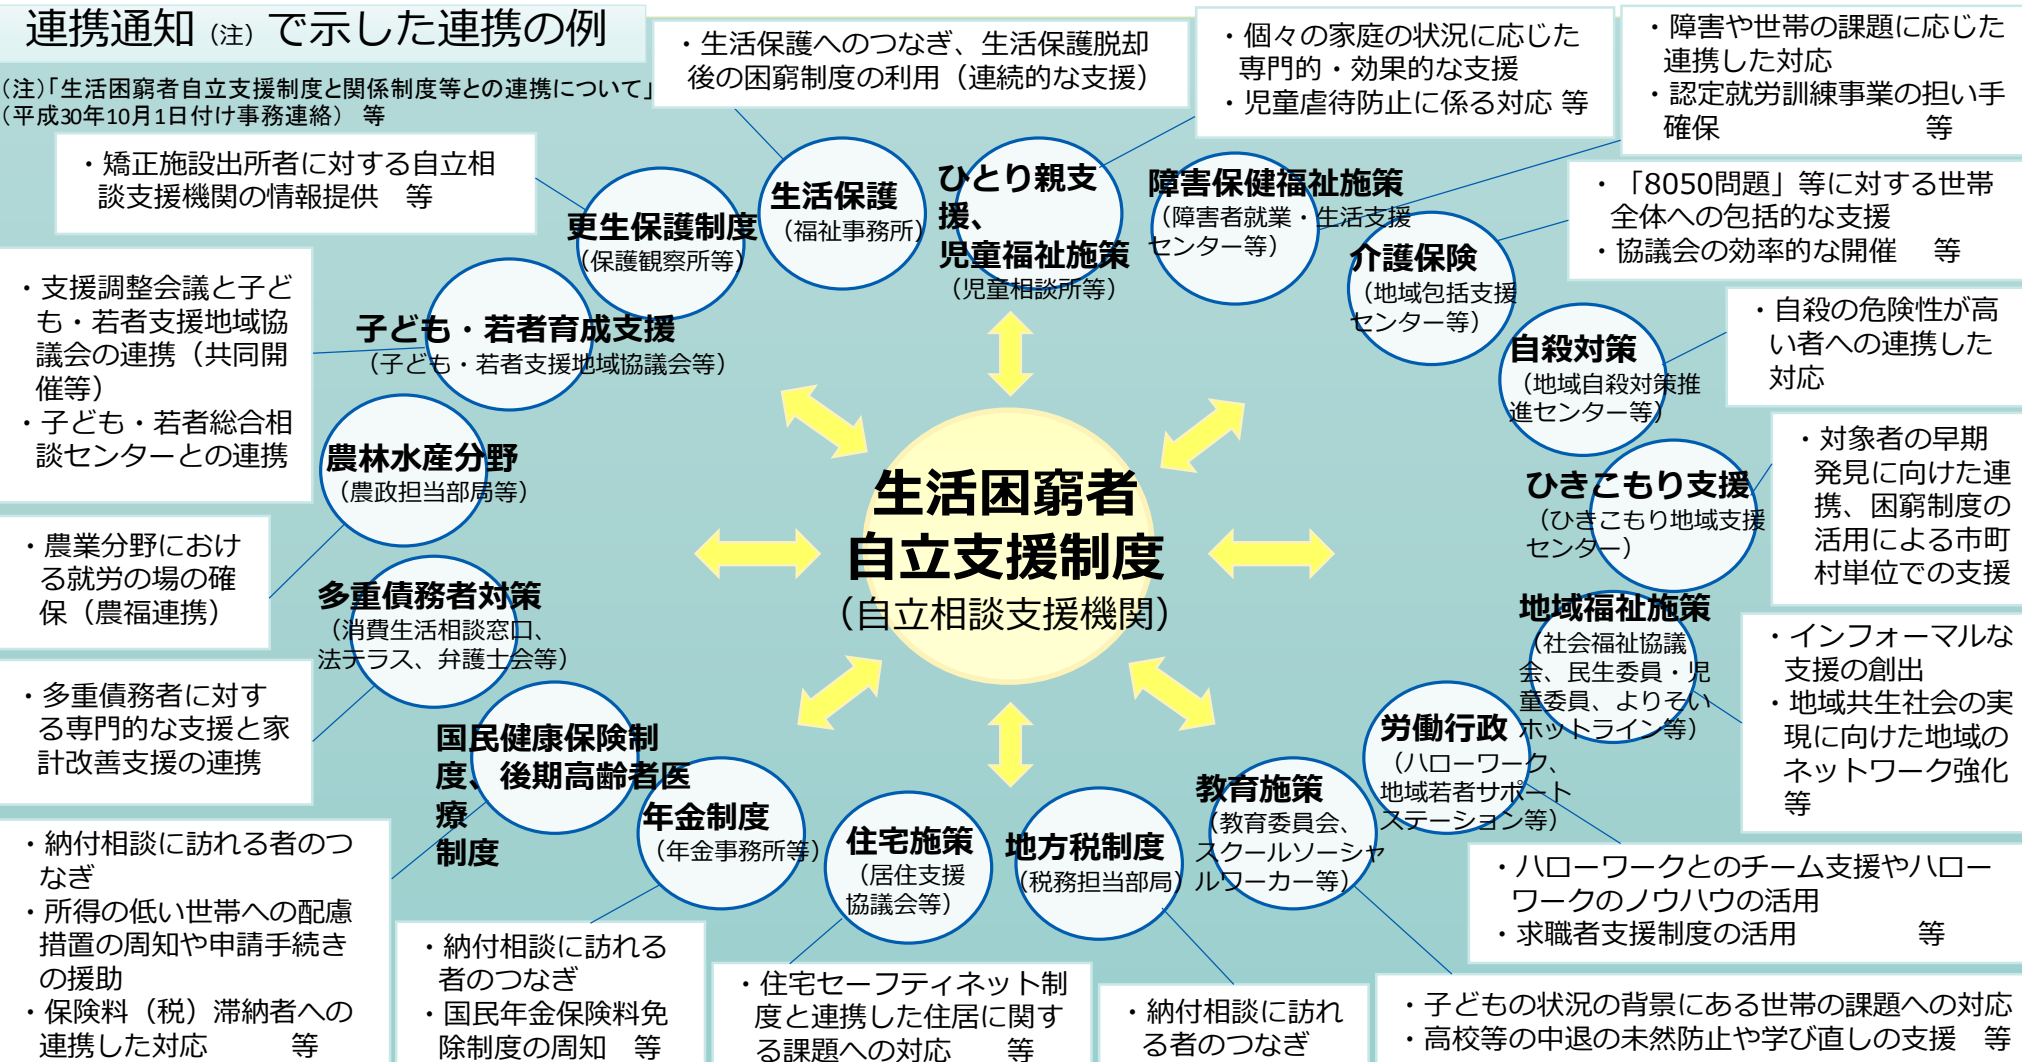 連携通知（注）で示した連携の例
（注）「生活困窮者自立支援制度と関係制度等との連携について」
（平成30年10月1日付け事務連絡） 等
・生活保護へのつなぎ、生活保護脱却
後の困窮制度の利用（連続的な支援）
・個々の家庭の状況に応じた
専門的・効果的な支援
・児童虐待防止に係る対応 等
・障害や世帯の課題に応じた
連携した対応
・認定就労訓練事業の担い手
確保 等
・矯正施設出所者に対する自立相
談支援機関の情報提供 等
・「8050問題」等に対する世帯
全体への包括的な支援
・協議会の効率的な開催 等
・支援調整会議と子ど
も・若者支援地域協
議会の連携（共同開
催等）
・子ども・若者総合相
談センターとの連携
・自殺の危険性が高
い者への連携した
対応
・農業分野におけ
る就労の場の確
保（農福連携）
・対象者の早期
発見に向けた連
携、困窮制度の
活用による市町
村単位での支援
・多重債務者に対す
る専門的な支援と家
計改善支援の連携
・インフォーマルな
支援の創出
・地域共生社会の実
現に向けた地域の
ネットワーク強化
等
生活保護
（福祉事務所）
ひとり親支
援、
児童福祉施策
（児童相談所等）
障害保健福祉施策
（障害者就業・生活支援
センター等）
更生保護制度
（保護観察所等）
介護保険
（地域包括支援
センター等）
子ども・若者育成支援
（子ども・若者支援地域協議会等）
自殺対策
（地域自殺対策推
進センター等）
農林水産分野
（農政担当部局等）
ひきこもり支援
（ひきこもり地域支援
センター）
生活困窮者
自立支援制度
（自立相談支援機関）
多重債務者対策
（消費生活相談窓口、
法テラス、弁護士会等）
地域福祉施策
（社会福祉協議
会、民生委員・児
童委員、よりそい
ホットライン等）
国民健康保険制
度、後期高齢者医
療
制度
年金制度
（年金事務所等）
住宅施策
（居住支援
協議会等）
地方税制度
（税務担当部局）
教育施策
（教育委員会、
スクールソーシャ
ルワーカー等）
労働行政
（ハローワーク、
地域若者サポート
ステーション等）
・納付相談に訪れる者のつ
なぎ
・所得の低い世帯への配慮
措置の周知や申請手続き
の援助
・保険料（税）滞納者への
連携した対応 等
・納付相談に訪れる
者のつなぎ
・国民年金保険料免
除制度の周知 等
・住宅セーフティネット制
度と連携した住居に関す
る課題への対応 等
・納付相談に訪れ
る者のつなぎ
・ハローワークとのチーム支援やハロー
ワークのノウハウの活用
・求職者支援制度の活用 等
・子どもの状況の背景にある世帯の課題への対応
・高校等の中退の未然防止や学び直しの支援 等